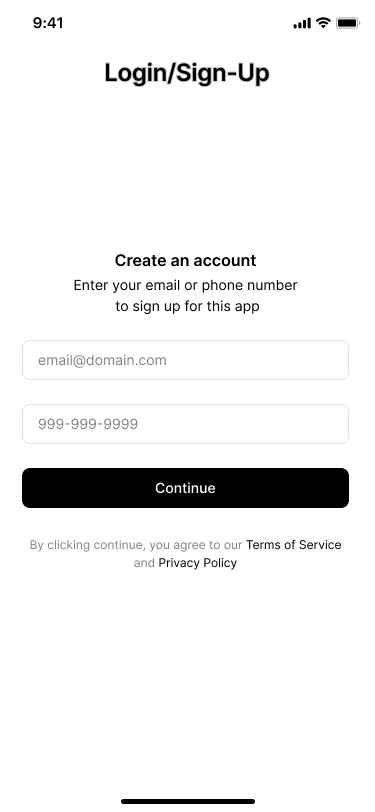 9:41
Login/Sign-Up
Create an account
Enter your email or phone number
to sign up for this app
email@domain.com
999-999-9999
Continue
By clicking continue, you agree to our Terms of Service
and Privacy Policy